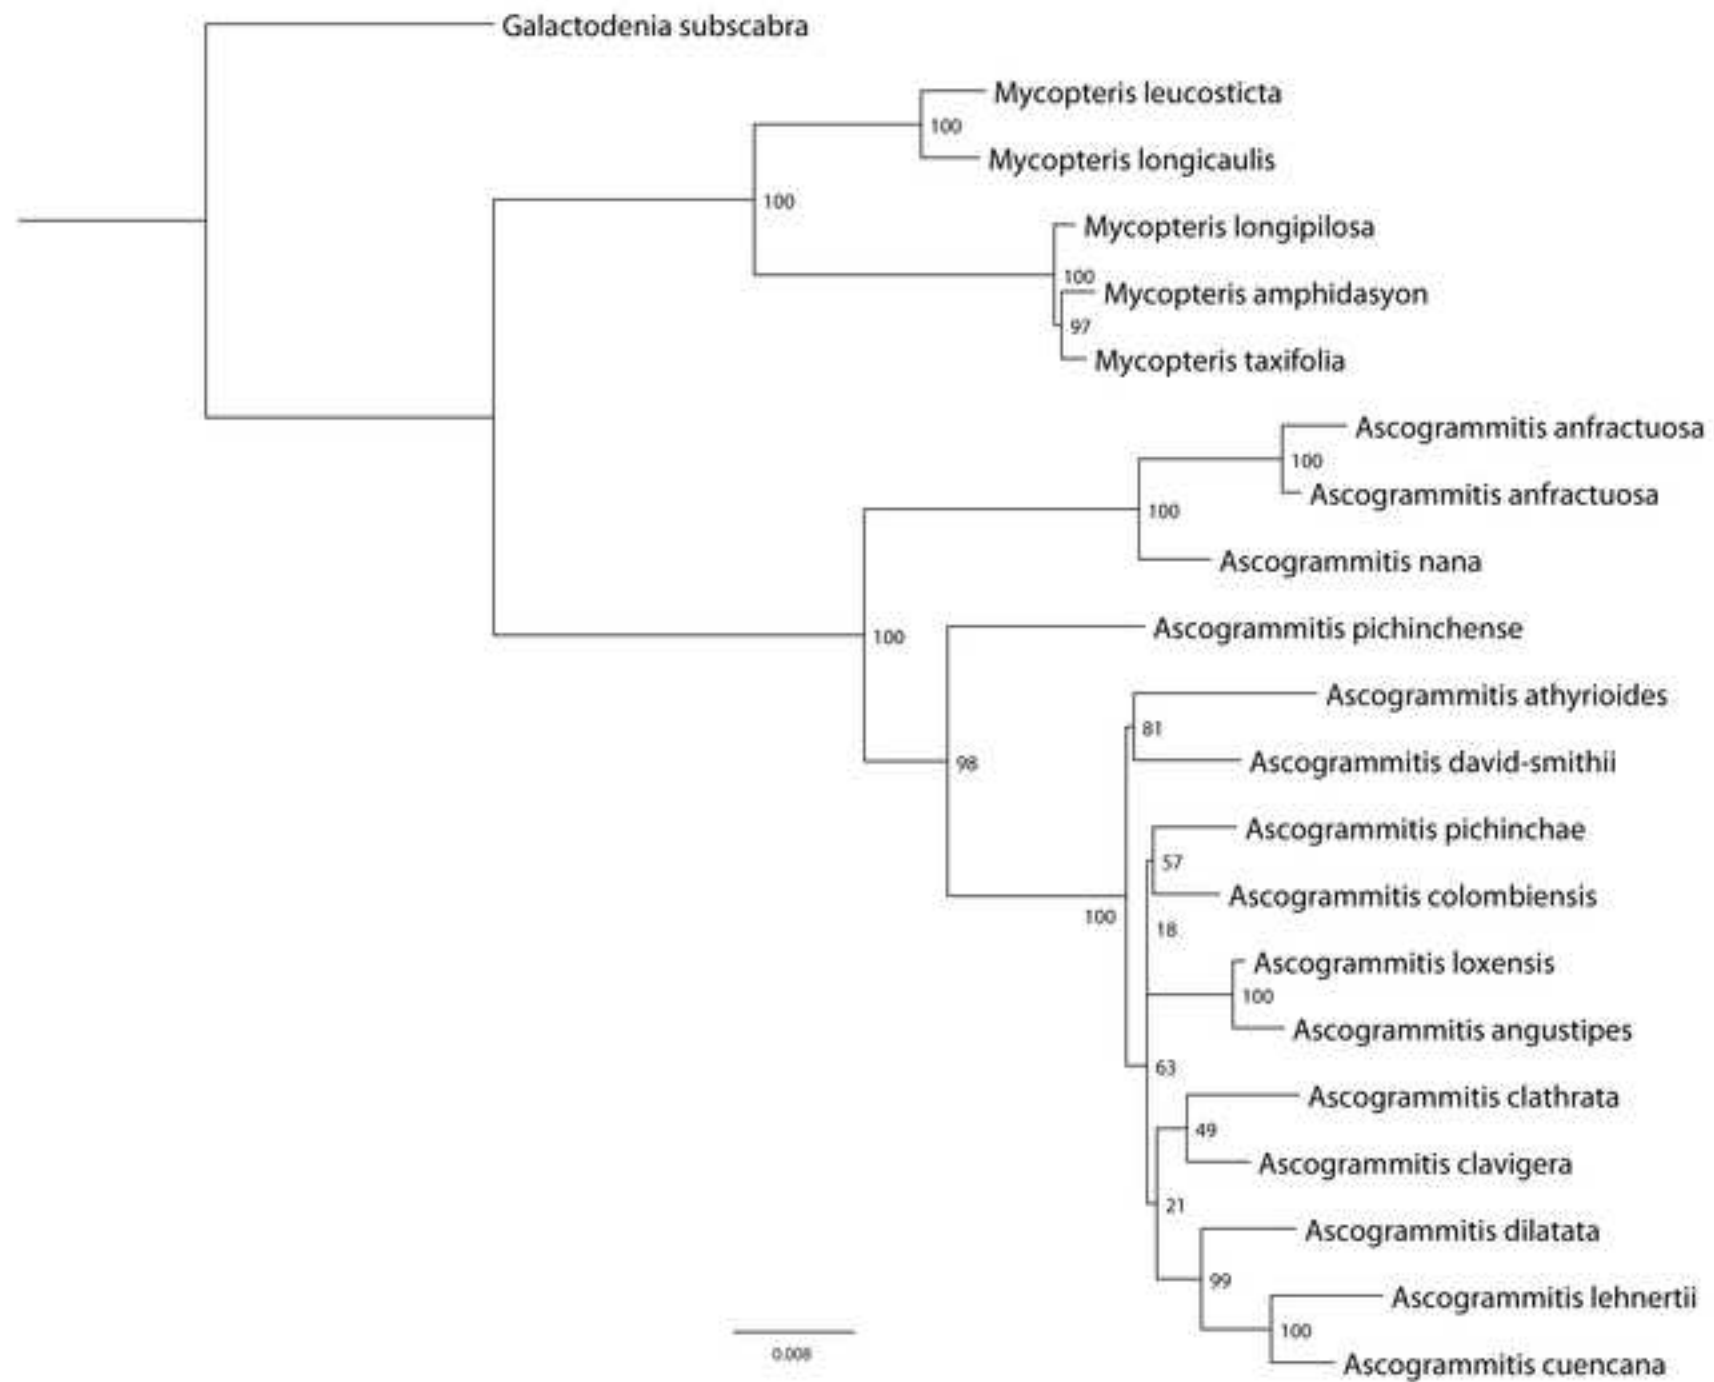 Galactodenia subscabra
Mycopteris leucosticta
100
Mycopteris longicaulis
100
Mycopteris longipilosa
100
Mycopteris amphidasyon
97
Mycopteris taxifolia
Ascogrammitis anfractuosa
100
Ascogrammitis anfractuosa
100
Ascogrammitis nana
Ascogrammitis pichinchense
100
Ascogrammitis athyrioides
81
Ascogrammitis david-smithii
98
Ascogrammitis pichinchae
57
Ascogrammitis colombiensis
100
18
Ascogrammitis loxensis
100
Ascogrammitis angustipes
63
Ascogrammitis clathrata
49
Ascogrammitis clavigera
21
Ascogrammitis dilatata
99
Ascogrammitis lehnertii
100
0.008
Ascogrammitis cuencana